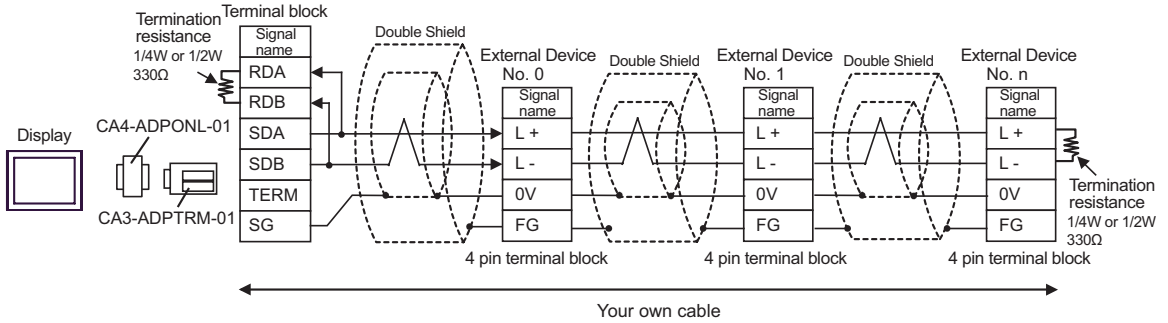 Display
CA4-ADPONL-01
CA3-ADPTRM-01
Termination
resistance
1/4W or 1/2W
330Ω
Terminal block
Signal
name
RDA
RDB
SDA
SDB
TERM
SG
Double Shield
External Device
No. 0
Signal
name
L +
L -
0V
FG
4 pin terminal block
Double Shield
External Device
No. 1
Signal
name
L +
L -
0V
FG
4 pin terminal block
Double Shield
External Device
No. n
Signal
name
L +
L -
0V
FG
4 pin terminal block
Termination
resistance
1/4W or 1/2W
330Ω
Your own cable